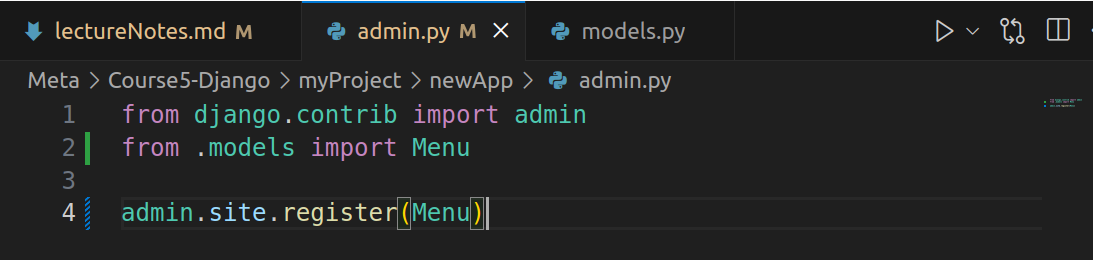 lectureNotes.md M admin.py M models.py
Meta > Course5-Django > myProject > newApp > admin.py
1 from django.contrib import admin
2 from .models import Menu
3
4 admin.site.register(Menu)